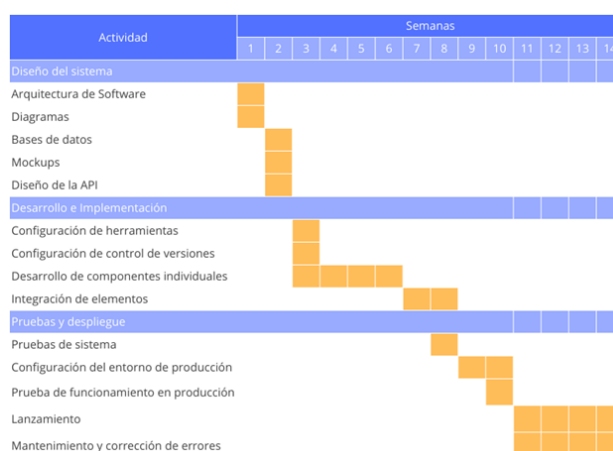 Actividad
Semanas
1 2 3 4 5 6 7 8 9 10 11 12 13 14
Diseño del sistema
Arquitectura de Software
Diagramas
Bases de datos
Mockups
Diseño de la API
Desarrollo e Implementación
Configuración de herramientas
Configuración de control de versiones
Desarrollo de componentes individuales
Integración de elementos
Pruebas y despliegue
Pruebas de sistema
Configuración del entorno de producción
Prueba de funcionamiento en producción
Lanzamiento
Mantenimiento y corrección de errores